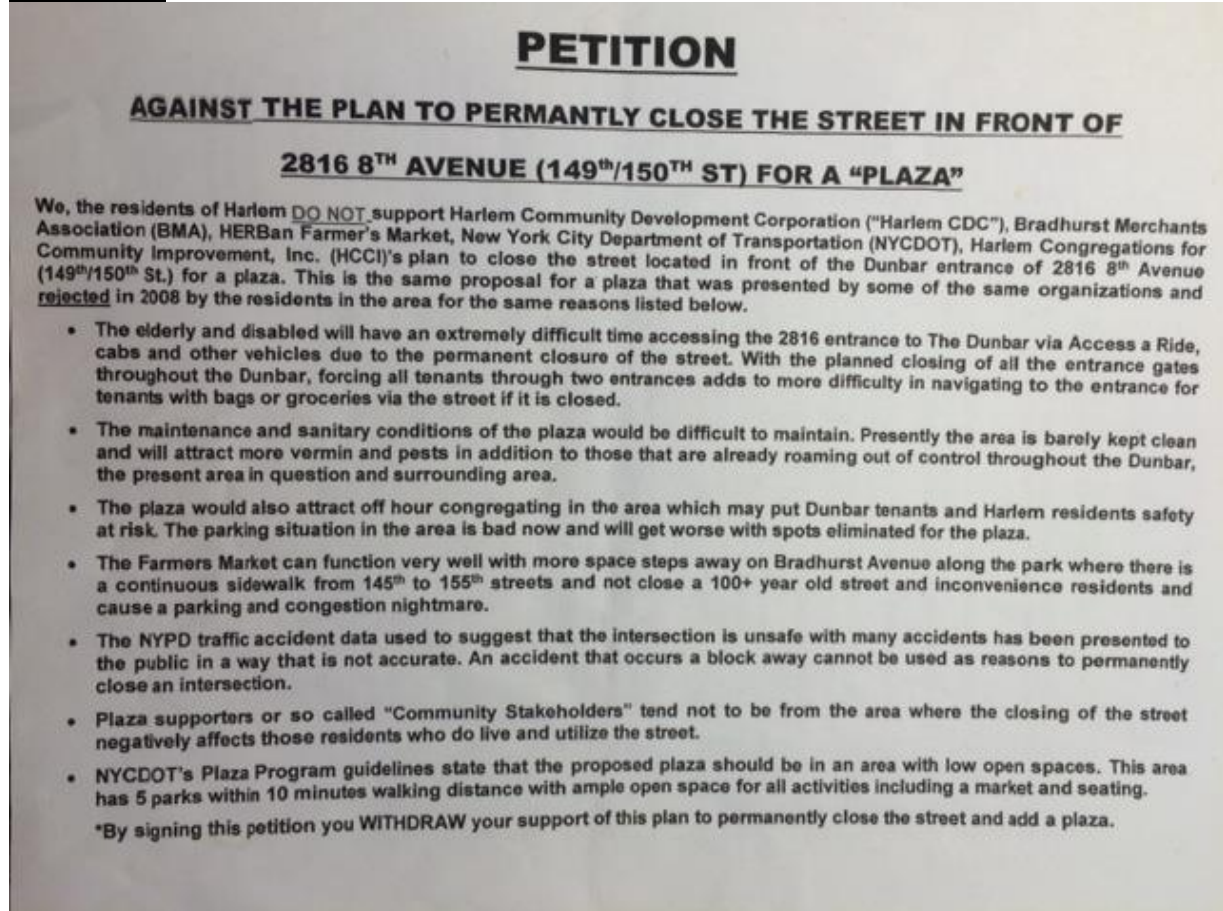 PETITION
AGAINST THE PLAN TO PERMANTLY CLOSE THE STREET IN FRONT OF
2816 8TH AVENUE (149th/150TH ST) FOR A “PLAZA”
We, the residents of Harlem DO NOT support Harlem Community Development Corporation ("Harlem CDC"), Bradhurst Merchants
Association (BMA), HERBan Farmer's Market, New York City Department of Transportation (NYCDOT), Harlem Congregations for
Community Improvement, Inc. (HCCI)'s plan to close the street located in front of the Dunbar entrance of 2816 8th Avenue
(149th/150th St.) for a plaza. This is the same proposal for a plaza that was presented by some of the same organizations and
rejected in 2008 by the residents in the area for the same reasons listed below.
• The elderly and disabled will have an extremely difficult time accessing the 2816 entrance to The Dunbar via Access a Ride,
cabs and other vehicles due to the permanent closure of the street. With the planned closing of all the entrance gates
throughout the Dunbar, forcing all tenants through two entrances adds to more difficulty in navigating to the entrance for
tenants with bags or groceries via the street if it is closed.
• The maintenance and sanitary conditions of the plaza would be difficult to maintain. Presently the area is barely kept clean
and will attract more vermin and pests in addition to those that are already roaming out of control throughout the Dunbar,
the present area in question and surrounding area.
• The plaza would also attract off hour congregating in the area which may put Dunbar tenants and Harlem residents safety
at risk. The parking situation in the area is bad now and will get worse with spots eliminated for the plaza.
• The Farmers Market can function very well with more space steps away on Bradhurst Avenue along the park where there is
a continuous sidewalk from 145th to 155th streets and not close a 100+ year old street and inconvenience residents and
cause a parking and congestion nightmare.
• The NYPD traffic accident data used to suggest that the intersection is unsafe with many accidents has been presented to
the public in a way that is not accurate. An accident that occurs a block away cannot be used as reasons to permanently
close an intersection.
• Plaza supporters or so called "Community Stakeholders" tend not to be from the area where the closing of the street
negatively affects those residents who do live and utilize the street.
• NYCDOT's Plaza Program guidelines state that the proposed plaza should be in an area with low open spaces. This area
has 5 parks within 10 minutes walking distance with ample open space for all activities including a market and seating.
*By signing this petition you WITHDRAW your support of this plan to permanently close the street and add a plaza.